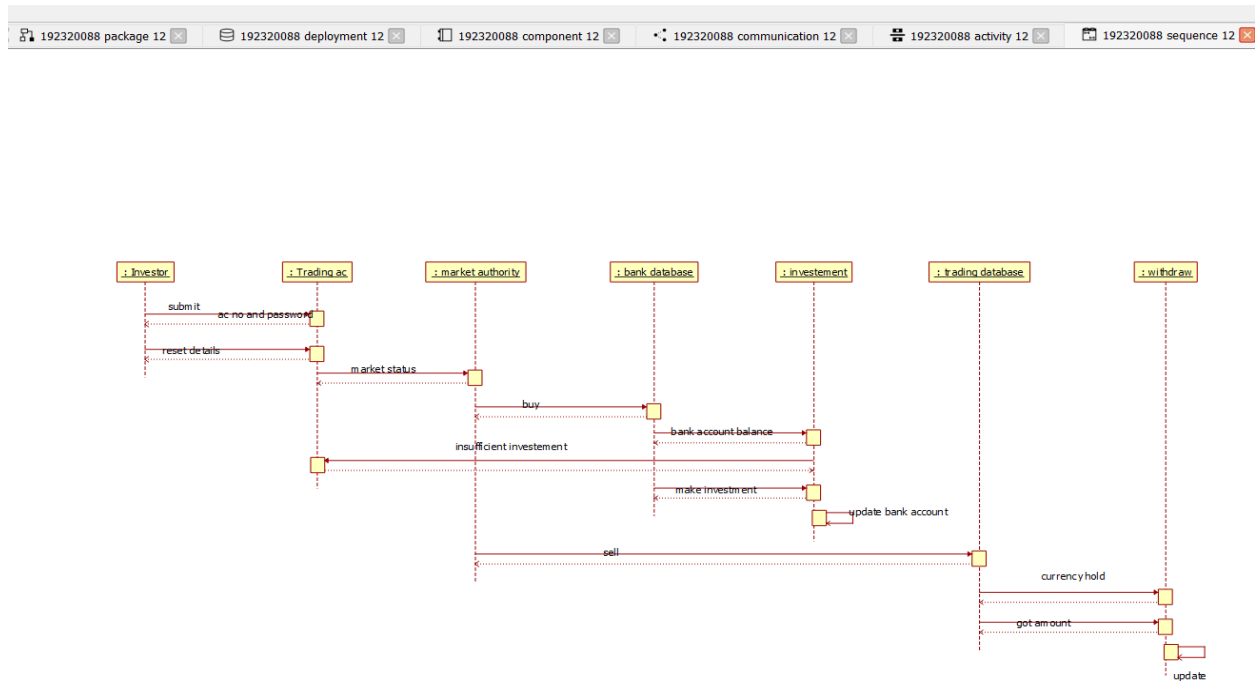 192320088 package 12
192320088 deployment 12
192320088 component 12
192320088 communication 12
192320088 activity 12
192320088 sequence 12
: Investor
: Trading ac
: market authority
: bank database
: investement
: trading database
: withdraw
submit
ac no and password
reset details
market status
buy
bank account balance
insufficient investement
make investment
update bank account
sell
currency hold
got amount
update